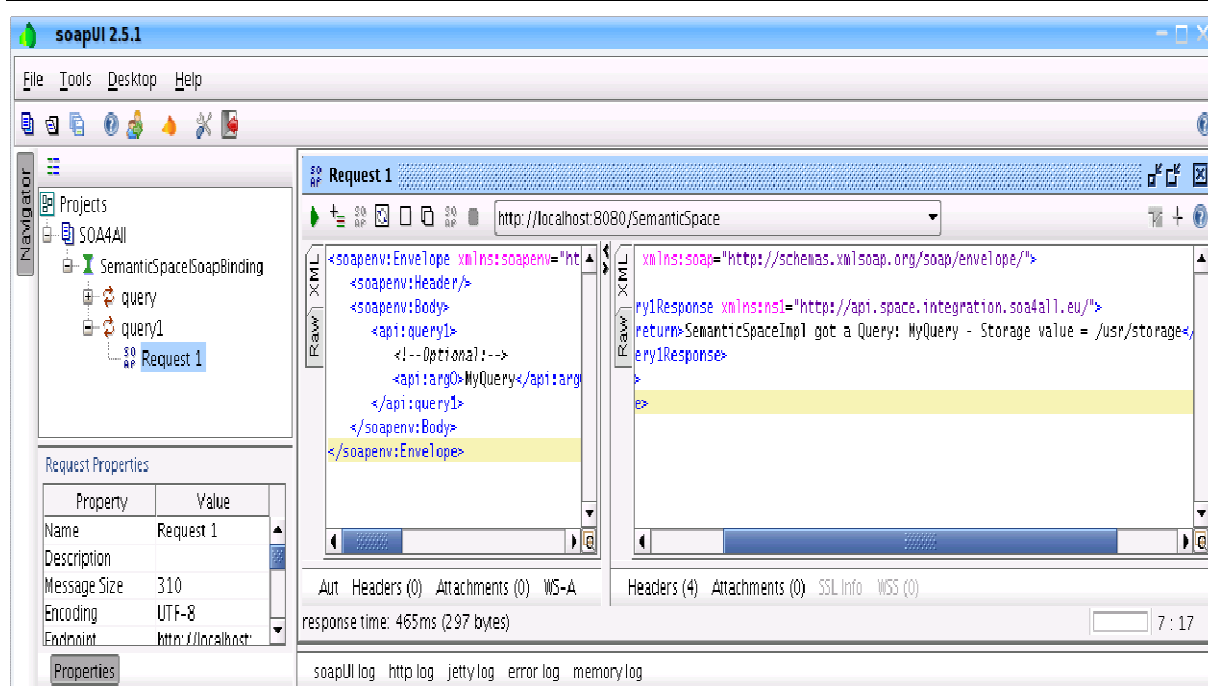 soapUI 2.5.1
File Tools Desktop Help
Navigator
Projects
SOA4All
SemanticSpaceISoapBinding
query
query1
Request 1
Request Properties
Property Value
Name Request 1
Description
Message Size 310
Encoding UTF-8
Endpoint http://localhost:
Properties
Request 1
http://localhost:8080/SemanticSpace
XML
Raw
<soapenv:Envelope xmlns:soapenv="ht
<soapenv:Header/>
<soapenv:Body>
<api:query1>
<!--Optional:-->
<api:arg0>MyQuery</api:arg
</api:query1>
</soapenv:Body>
</soapenv:Envelope>
Aut Headers (0) Attachments (0) WS-A
XML
Raw
xmlns:soap="http://schemas.xmlsoap.org/soap/envelope/">
ry1Response xmlns:ns1="http://api.space.integration.soa4all.eu/">
return>SemanticSpaceImpl got a Query: MyQuery - Storage value = /usr/storage</
ery1Response>
>
e>
Headers (4) Attachments (0) SSL Info WSS (0)
response time: 465ms (297 bytes)
7 : 17
soapUI log http log jetty log error log memory log